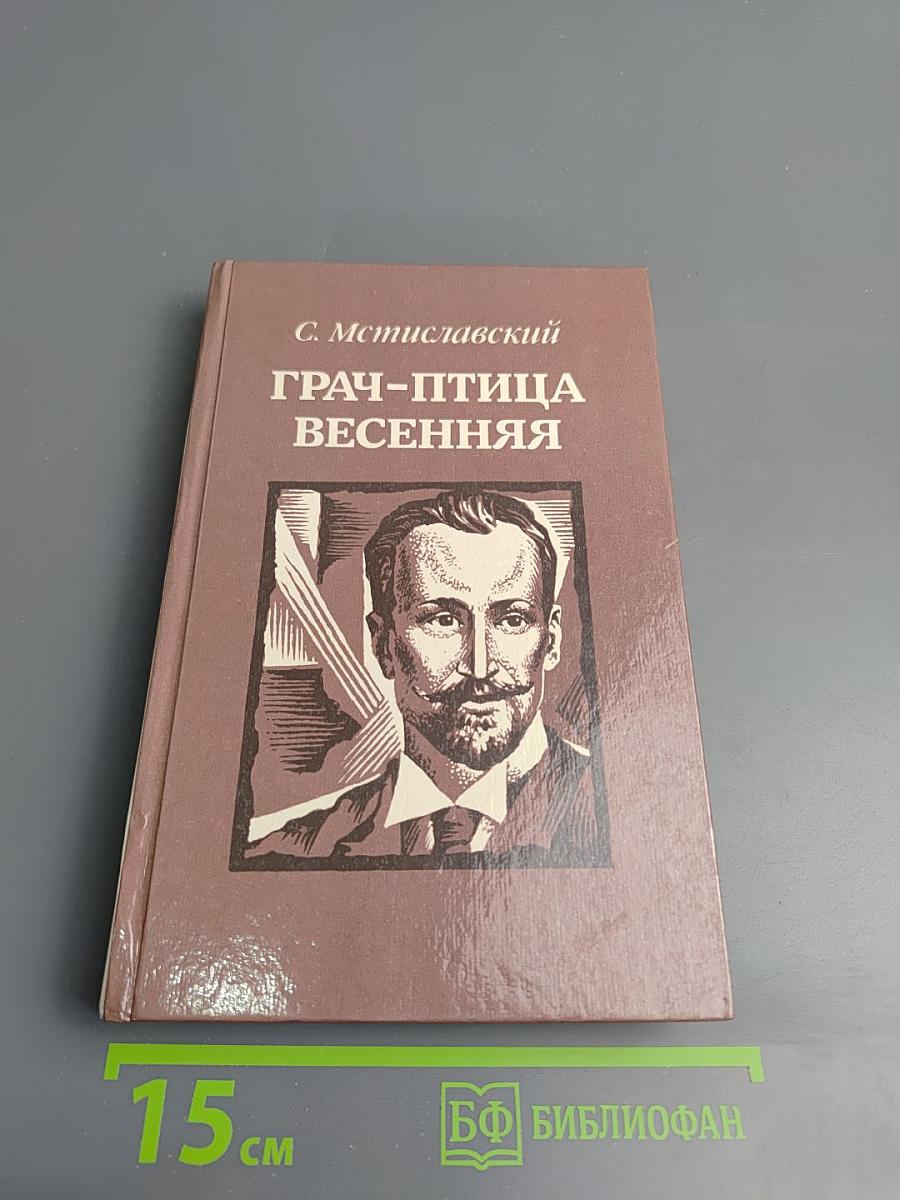 С. Мстиславский
ГРАЧ-ПТИЦА
ВЕСЕННЯЯ
15 см
БФ БИБЛИОФАН